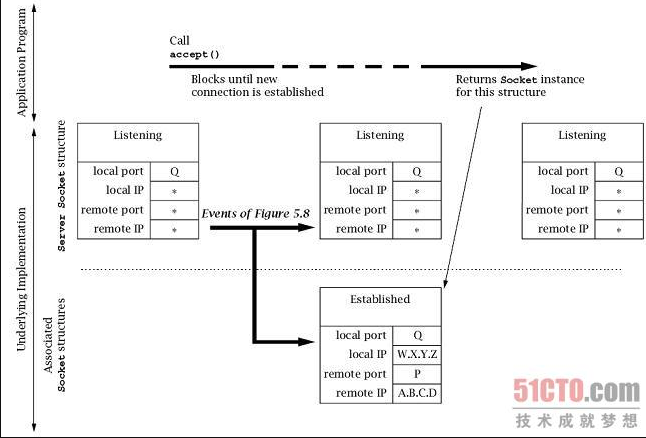 Application Program
Call
accept()
Blocks until new
connection is established
Returns Socket instance
for this structure
Underlying Implementation
Server Socket structure
Listening
local port Q
local IP *
remote port *
remote IP *
Events of Figure 5.8
Listening
local port Q
local IP *
remote port *
remote IP *
Listening
local port Q
local IP *
remote port *
remote IP *
Associated
Socket structures
Established
local port Q
local IP W.X.Y.Z
remote port P
remote IP A.B.C.D
51CTO.com
技术成就梦想